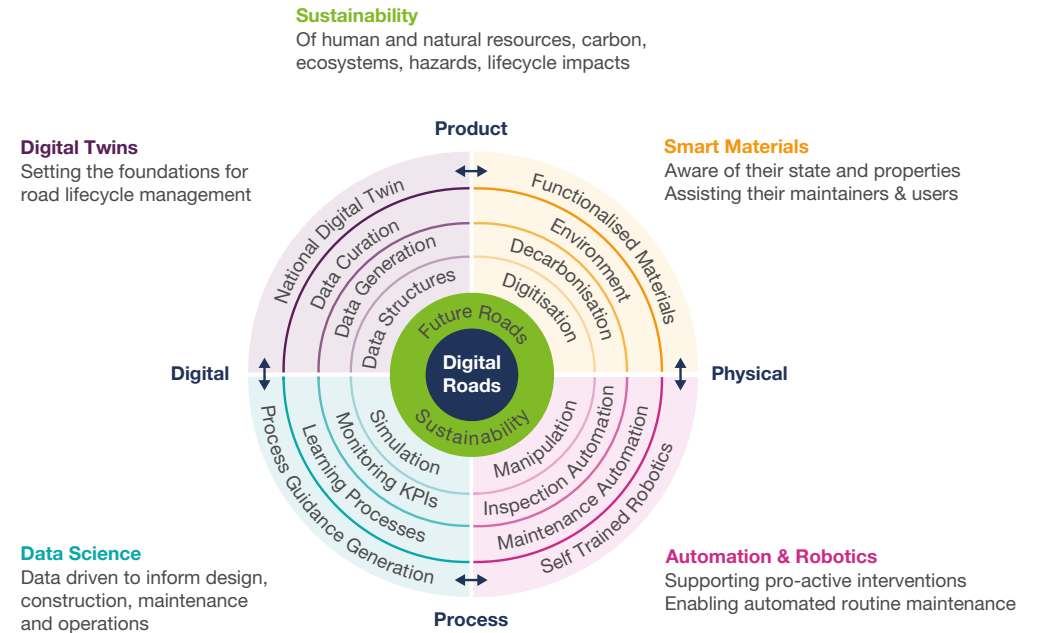 Sustainability
Of human and natural resources, carbon,
ecosystems, hazards, lifecycle impacts
Digital Twins
Setting the foundations for
road lifecycle management
Product
Smart Materials
Aware of their state and properties
Assisting their maintainers & users
National Digital Twin
Data Curation
Data Generation
Data Structures
Functionalised Materials
Environment
Decarbonisation
Digitisation
Future Roads
Digital
Digital
Roads
Physical
Sustainability
Simulation
Monitoring KPIs
Learning Processes
Process Guidance Generation
Manipulation
Inspection Automation
Maintenance Automation
Self Trained Robotics
Data Science
Data driven to inform design,
construction, maintenance
and operations
Process
Automation & Robotics
Supporting pro-active interventions
Enabling automated routine maintenance